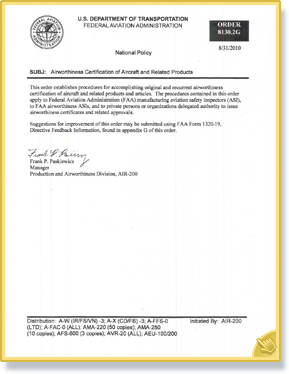 U.S. DEPARTMENT OF TRANSPORTATION
FEDERAL AVIATION ADMINISTRATION
National Policy
ORDER
8130.2G
8/31/2010
SUBJ: Airworthiness Certification of Aircraft and Related Products
This order establishes procedures for accomplishing original and recurrent airworthiness
certification of aircraft and related products and articles. The procedures contained in this order
apply to Federal Aviation Administration (FAA) manufacturing aviation safety inspectors (ASI),
to FAA airworthiness ASIs, and to private persons or organizations delegated authority to issue
airworthiness certificates and related approvals.
Suggestions for improvement of this order may be submitted using FAA Form 1320-19,
Directive Feedback Information, found in appendix G of this order.
Frank P. Paskiewicz
Manager
Production and Airworthiness Division, AIR-200
Distribution: A-W (IR/FS/VN) -3; A-X (CD/FS) -3; A-FFS-0
(LTD); A-FAC-0 (ALL); AMA-220 (50 copies); AMA-250
(10 copies); AFS-600 (3 copies); AVR-20 (ALL); AEU-100/200
Initiated By: AIR-200